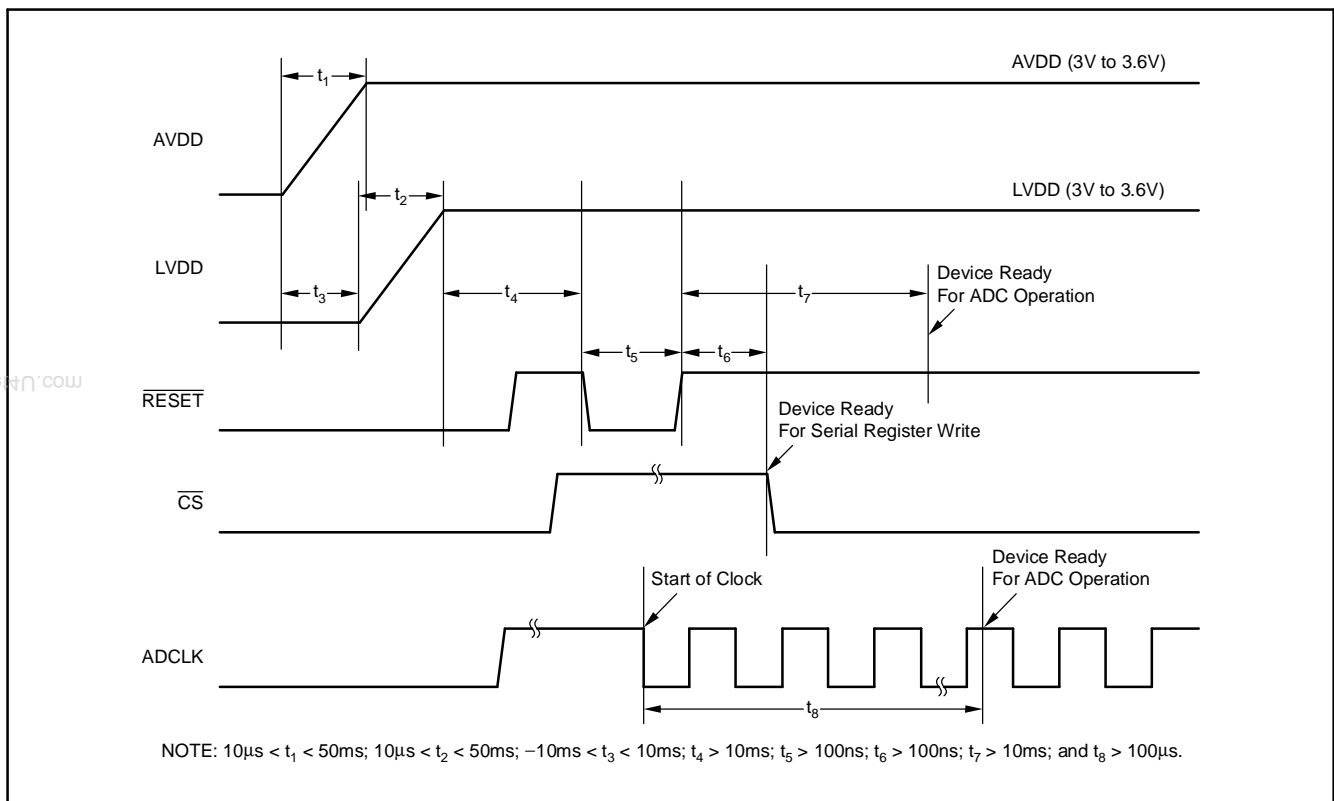 AVDD (3V to 3.6V)
t₁
AVDD
t₂
LVDD (3V to 3.6V)
LVDD
Device Ready
For ADC Operation
t₃
t₄
t₇
t₅
t₆
RESET
Device Ready
For Serial Register Write
CS
Device Ready
For ADC Operation
Start of Clock
ADCLK
t₈
NOTE: 10μs < t₁ < 50ms; 10μs < t₂ < 50ms; −10ms < t₃ < 10ms; t₄ > 10ms; t₅ > 100ns; t₆ > 100ns; t₇ > 10ms; and t₈ > 100μs.